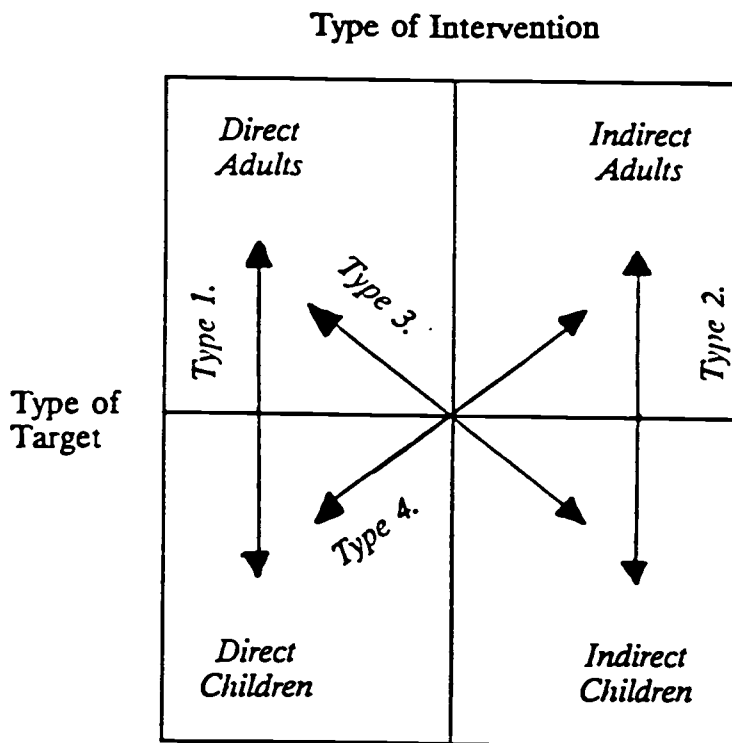 Type of Intervention
Direct
Adults
Indirect
Adults
Type 1.
Type 3.
Type 2.
Type of
Target
Type 4.
Direct
Children
Indirect
Children